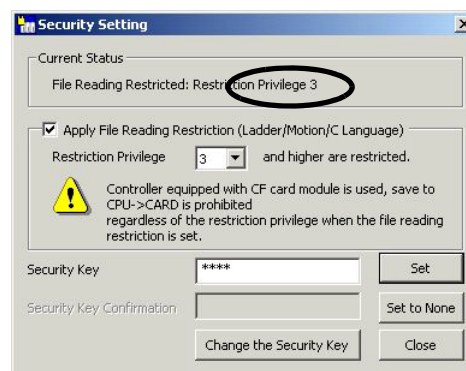 Security Setting
Current Status
File Reading Restricted: Restriction Privilege 3
Apply File Reading Restriction (Ladder/Motion/C Language)
Restriction Privilege 3 and higher are restricted.
Controller equipped with CF card module is used, save to
CPU->CARD is prohibited
regardless of the restriction privilege when the file reading
restriction is set.
Security Key **** Set
Security Key Confirmation Set to None
Change the Security Key Close